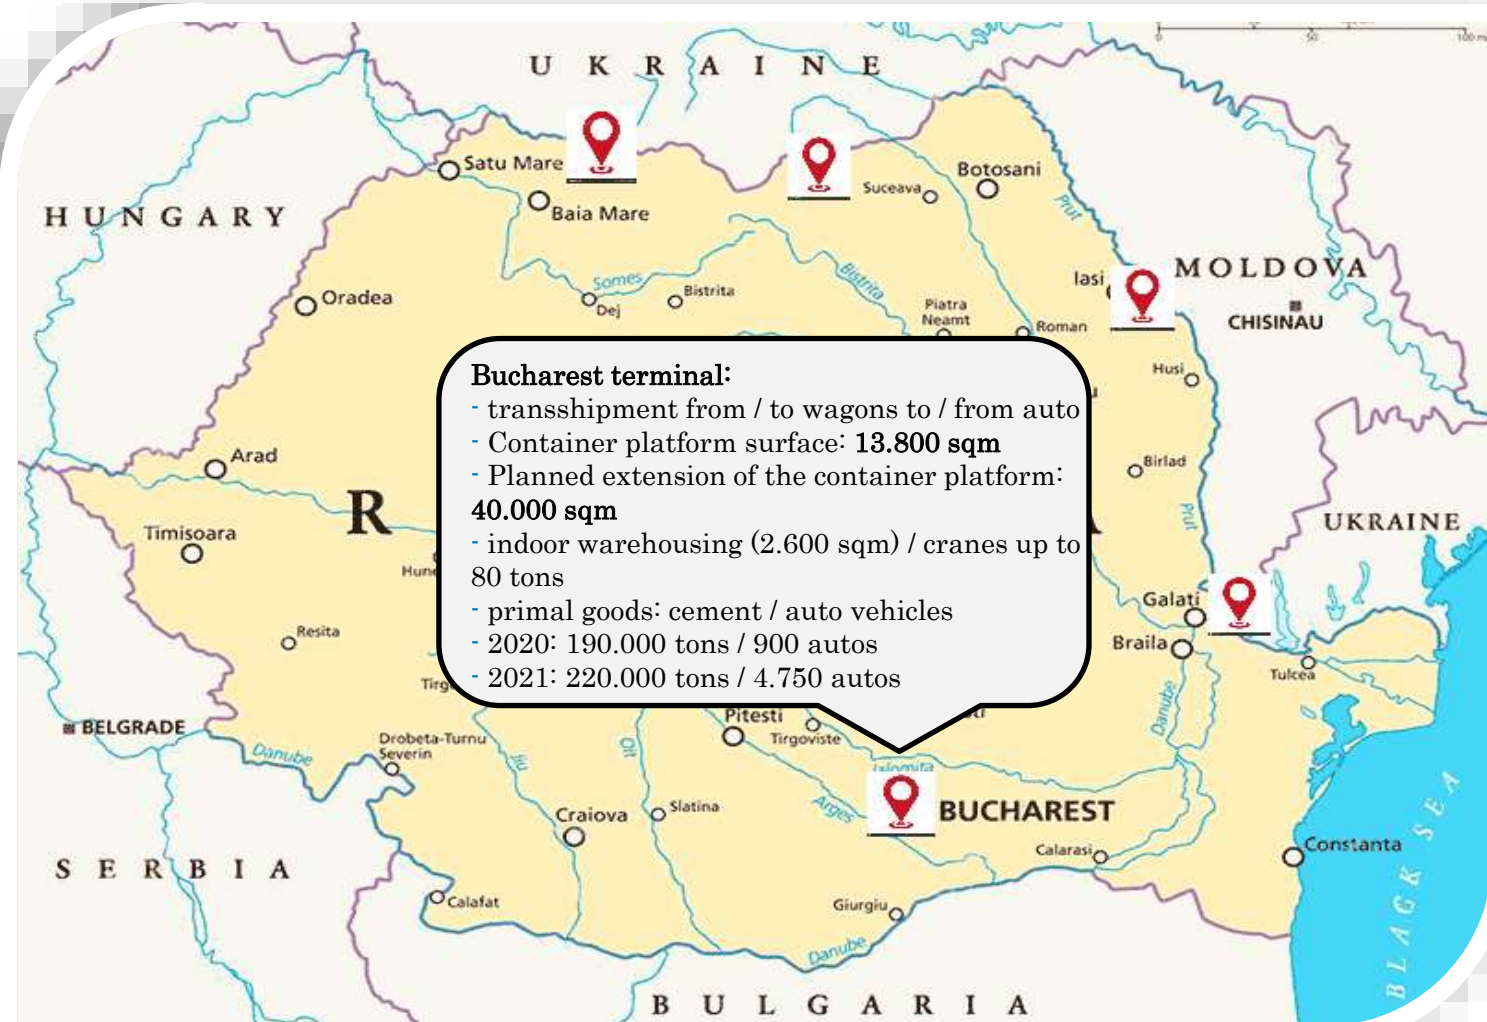 0 50 100
UKRAINE
Satu Mare
Baia Mare
Suceava
Botosani
Prut
HUNGARY
MOLDOVA
Iasi
CHISINAU
Oradea
Somes
Dej
Bistrita
Bistrita
Piatra
Neamt
Roman
Husi
Bucharest terminal:
- transshipment from / to wagons to / from auto
- Container platform surface: 13.800 sqm
- Planned extension of the container platform:
40.000 sqm
- indoor warehousing (2.600 sqm) / cranes up to
80 tons
- primal goods: cement / auto vehicles
- 2020: 190.000 tons / 900 autos
- 2021: 220.000 tons / 4.750 autos
Arad
Birlad
R
Timisoara
Prut
UKRAINE
Galati
Braila
Resita
Tulcea
BELGRADE
Danube
Drobeta-Turnu
Severin
Jiu
Olt
Pitesti
Tirgoviste
Danube
Ialomita
Arges
BUCHAREST
Craiova
Slatina
Calarasi
Constanta
SERBIA
Calafat
Giurgiu
Danube
BLACK SEA
BULGARIA